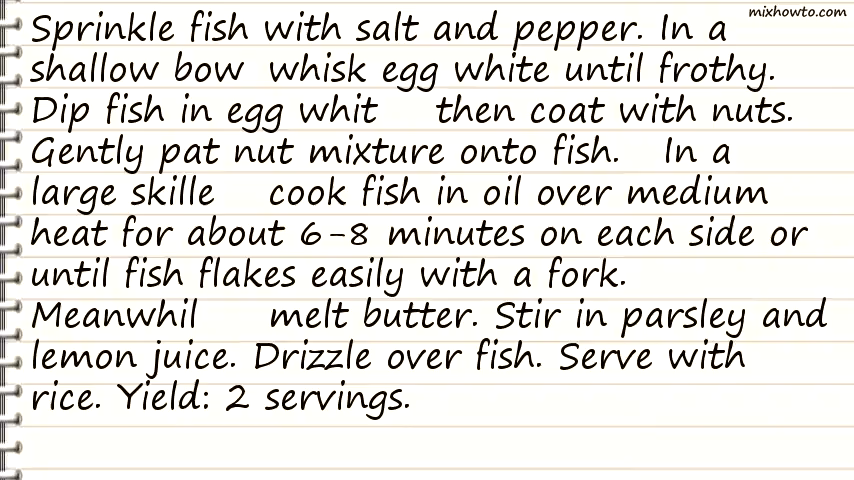 mixhowto.com
Sprinkle fish with salt and pepper. In a
shallow bow whisk egg white until frothy.
Dip fish in egg whit then coat with nuts.
Gently pat nut mixture onto fish. In a
large skille cook fish in oil over medium
heat for about 6-8 minutes on each side or
until fish flakes easily with a fork.
Meanwhil melt butter. Stir in parsley and
lemon juice. Drizzle over fish. Serve with
rice. Yield: 2 servings.